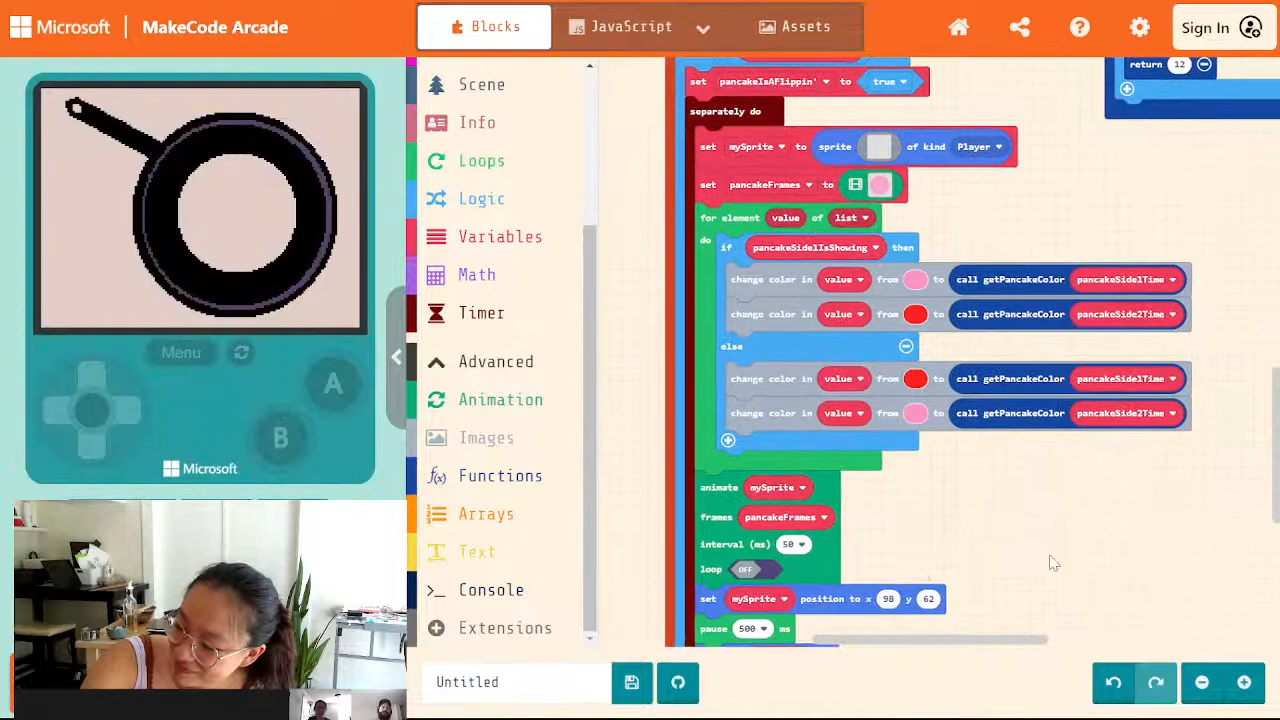 Microsoft | MakeCode Arcade
Blocks
JavaScript
Assets
Sign In
Menu
A
B
Microsoft
Scene
Info
Loops
Logic
Variables
Math
Timer
Advanced
Animation
Images
Functions
Arrays
Text
Console
Extensions
set pancakeIsAFlippin' to true
separately do
set mySprite to sprite of kind Player
set pancakeFrames to
for element value of list
do if pancakeSide1IsShowing then
change color in value from to call getPancakeColor pancakeSide1Time
change color in value from to call getPancakeColor pancakeSide2Time
else
change color in value from to call getPancakeColor pancakeSide1Time
change color in value from to call getPancakeColor pancakeSide2Time
animate mySprite
frames pancakeFrames
interval (ms) 50
loop OFF
set mySprite position to x 98 y 62
pause 500 ms
return 12
Untitled